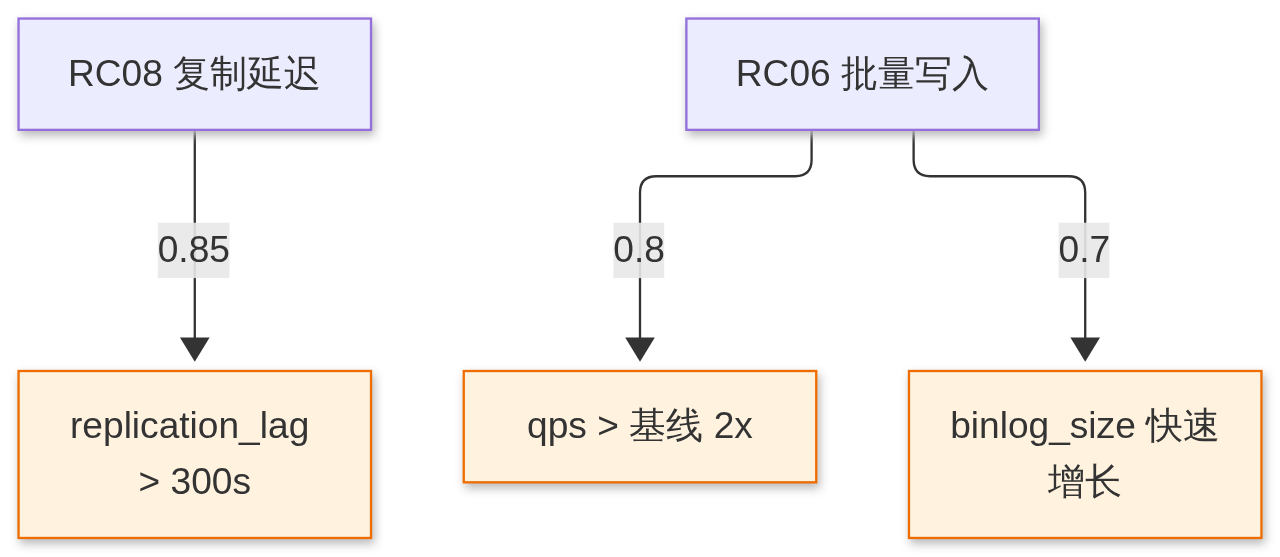 RC08 复制延迟
RC06 批量写入
0.85
0.8
0.7
replication_lag
> 300s
qps > 基线 2x
binlog_size 快速
增长